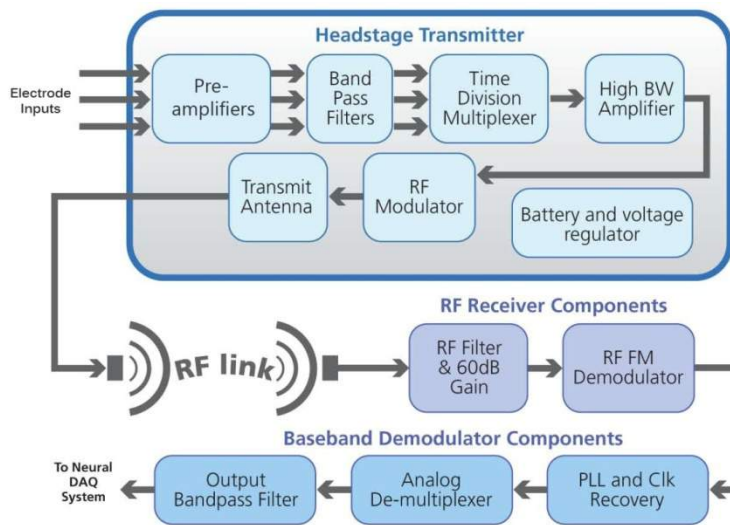 Headstage Transmitter
Electrode
Inputs
Pre-
amplifiers
Band
Pass
Filters
Time
Division
Multiplexer
High BW
Amplifier
Transmit
Antenna
RF
Modulator
Battery and voltage
regulator
RF link
RF Receiver Components
RF Filter
& 60dB
Gain
RF FM
Demodulator
Baseband Demodulator Components
To Neural
DAQ
System
Output
Bandpass Filter
Analog
De-multiplexer
PLL and Clk
Recovery